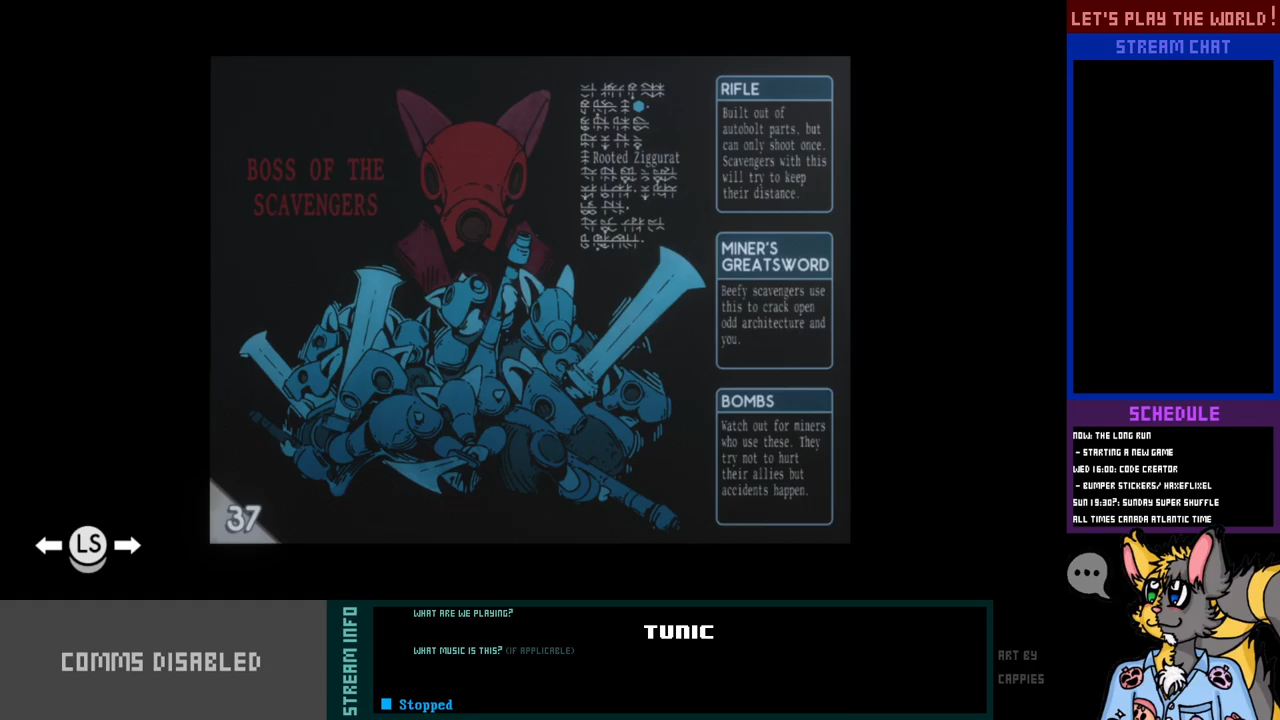 LET'S PLAY THE WORLD!
STREAM CHAT
BOSS OF THE
SCAVENGERS
Rooted Ziggurat
RIFLE
Built out of
autobolt parts, but
can only shoot once.
Scavengers with this
will try to keep
their distance.
MINER'S
GREATSWORD
Beefy scavengers use
this to crack open
odd architecture and
you.
BOMBS
Watch out for miners
who use these. They
try not to hurt
their allies but
accidents happen.
37
LS
SCHEDULE
NOW: THE LONG RUN
- STARTING A NEW GAME
WED 16:00: CODE CREATOR
- BUMPER STICKERS/ HAXEFLIXEL
SUN 19:30?: SUNDAY SUPER SHUFFLE
ALL TIMES CANADA ATLANTIC TIME
COMMS DISABLED
STREAM INFO
WHAT ARE WE PLAYING?
TUNIC
WHAT MUSIC IS THIS? (IF APPLICABLE)
Stopped
ART BY
CAPPIES